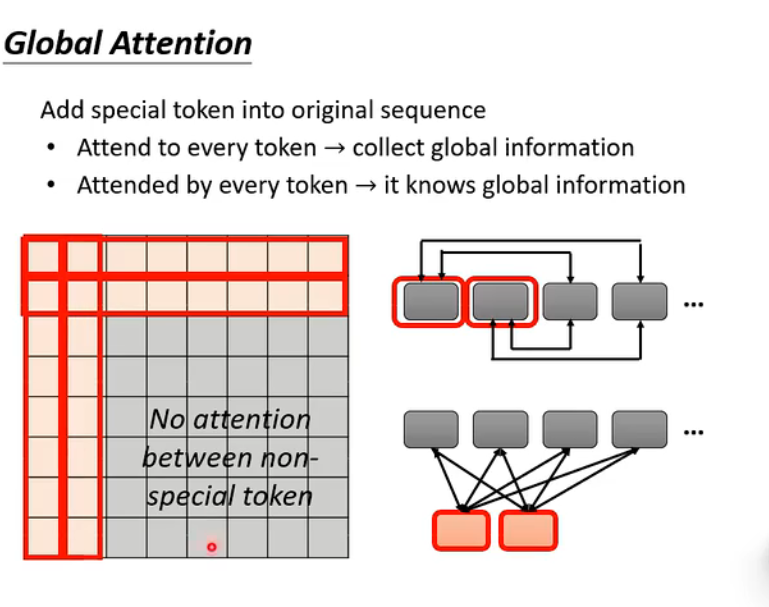 Global Attention
Add special token into original sequence
• Attend to every token → collect global information
• Attended by every token → it knows global information
...
No attention
between non-
special token
...